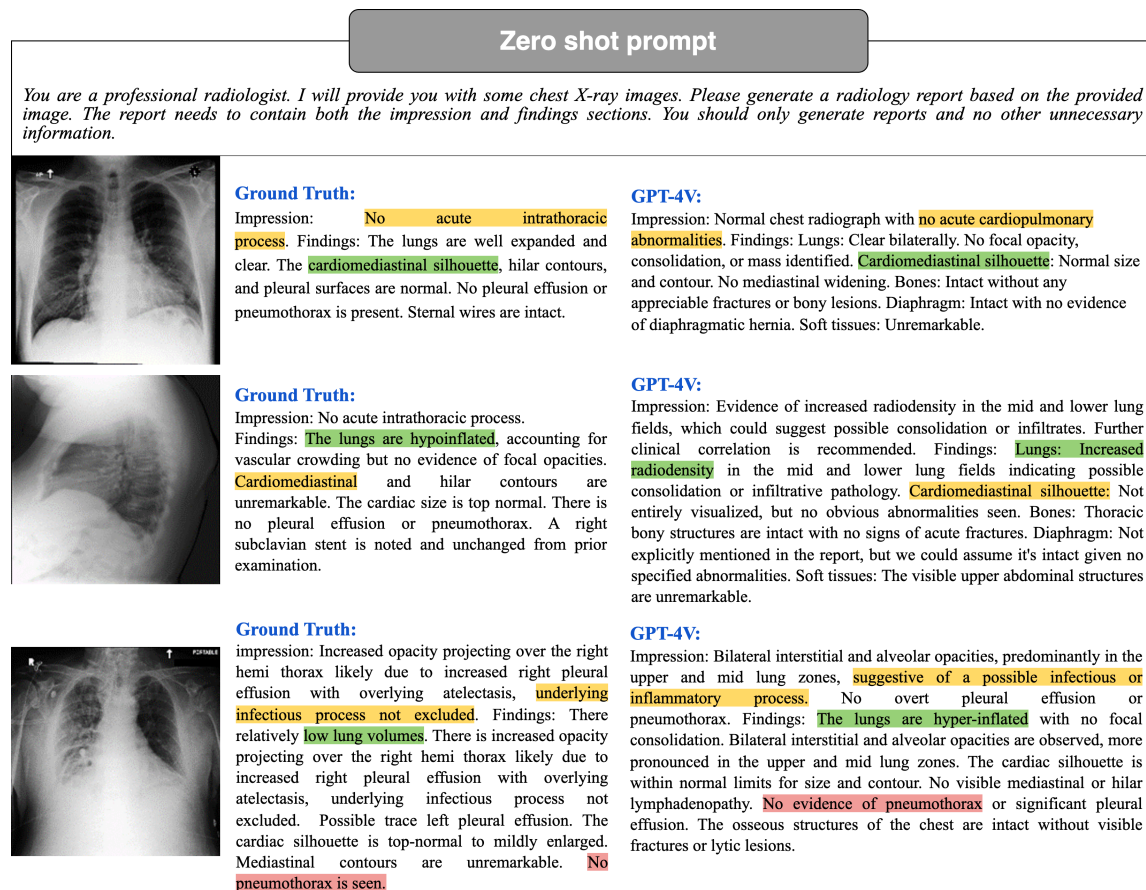 Zero shot prompt
You are a professional radiologist. I will provide you with some chest X-ray images. Please generate a radiology report based on the provided
image. The report needs to contain both the impression and findings sections. You should only generate reports and no other unnecessary
information.
Ground Truth:
Impression: No acute intrathoracic
process. Findings: The lungs are well expanded and
clear. The cardiomediastinal silhouette, hilar contours,
and pleural surfaces are normal. No pleural effusion or
pneumothorax is present. Sternal wires are intact.
GPT-4V:
Impression: Normal chest radiograph with no acute cardiopulmonary
abnormalities. Findings: Lungs: Clear bilaterally. No focal opacity,
consolidation, or mass identified. Cardiomediastinal silhouette: Normal size
and contour. No mediastinal widening. Bones: Intact without any
appreciable fractures or bony lesions. Diaphragm: Intact with no evidence
of diaphragmatic hernia. Soft tissues: Unremarkable.
Ground Truth:
Impression: No acute intrathoracic process.
Findings: The lungs are hypoinflated, accounting for
vascular crowding but no evidence of focal opacities.
Cardiomediastinal and hilar contours are
unremarkable. The cardiac size is top normal. There is
no pleural effusion or pneumothorax. A right
subclavian stent is noted and unchanged from prior
examination.
GPT-4V:
Impression: Evidence of increased radiodensity in the mid and lower lung
fields, which could suggest possible consolidation or infiltrates. Further
clinical correlation is recommended. Findings: Lungs: Increased
radiodensity in the mid and lower lung fields indicating possible
consolidation or infiltrative pathology. Cardiomediastinal silhouette: Not
entirely visualized, but no obvious abnormalities seen. Bones: Thoracic
bony structures are intact with no signs of acute fractures. Diaphragm: Not
explicitly mentioned in the report, but we could assume it's intact given no
specified abnormalities. Soft tissues: The visible upper abdominal structures
are unremarkable.
PORTABLE
Ground Truth:
impression: Increased opacity projecting over the right
hemi thorax likely due to increased right pleural
effusion with overlying atelectasis, underlying
infectious process not excluded. Findings: There
relatively low lung volumes. There is increased opacity
projecting over the right hemi thorax likely due to
increased right pleural effusion with overlying
atelectasis, underlying infectious process not
excluded. Possible trace left pleural effusion. The
cardiac silhouette is top-normal to mildly enlarged.
Mediastinal contours are unremarkable. No
pneumothorax is seen.
GPT-4V:
Impression: Bilateral interstitial and alveolar opacities, predominantly in the
upper and mid lung zones, suggestive of a possible infectious or
inflammatory process. No overt pleural effusion or
pneumothorax. Findings: The lungs are hyper-inflated with no focal
consolidation. Bilateral interstitial and alveolar opacities are observed, more
pronounced in the upper and mid lung zones. The cardiac silhouette is
within normal limits for size and contour. No visible mediastinal or hilar
lymphadenopathy. No evidence of pneumothorax or significant pleural
effusion. The osseous structures of the chest are intact without visible
fractures or lytic lesions.